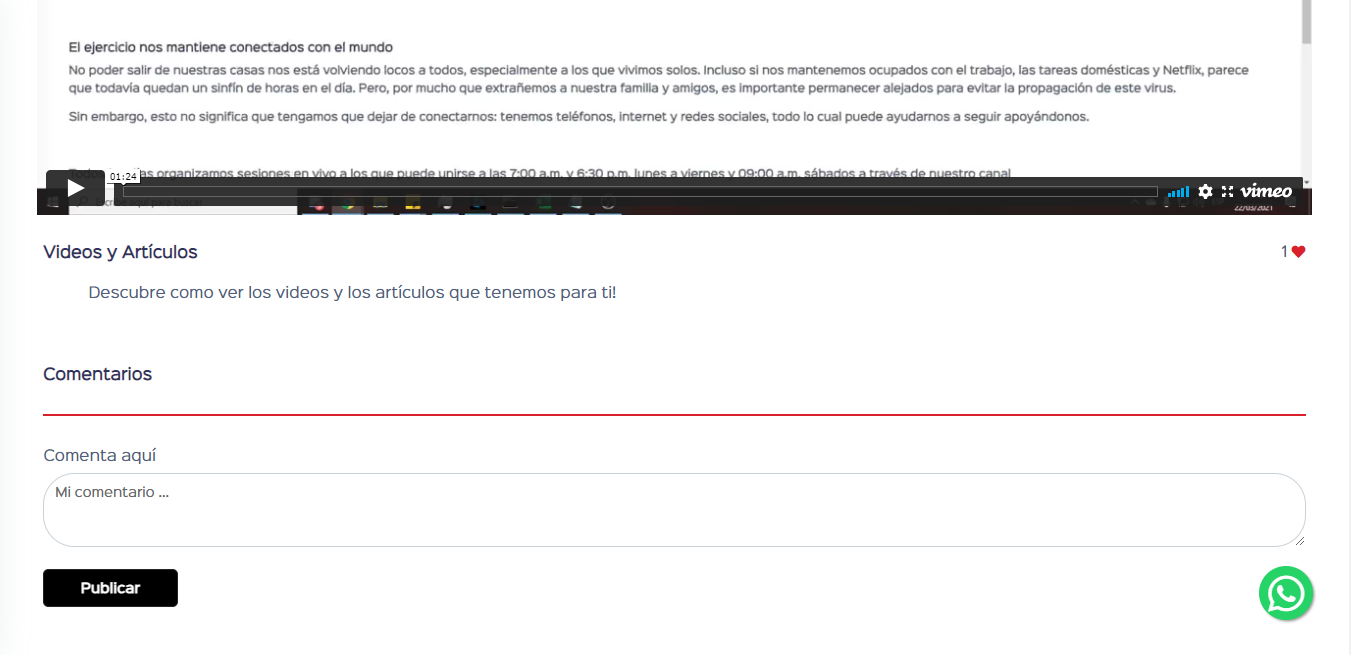 El ejercicio nos mantiene conectados con el mundo
No poder salir de nuestras casas nos está volviendo locos a todos, especialmente a los que vivimos solos. Incluso si nos mantenemos ocupados con el trabajo, las tareas domésticas y Netflix, parece
que todavía quedan un sinfín de horas en el día. Pero, por mucho que extrañemos a nuestra familia y amigos, es importante permanecer alejados para evitar la propagación de este virus.
Sin embargo, esto no significa que tengamos que dejar de conectarnos: tenemos teléfonos, internet y redes sociales, todo lo cual puede ayudarnos a seguir apoyándonos.
organizamos sesiones en vivo a los que puede unirse a las 7:00 a.m. y 6:30 p.m. lunes a viernes y 09:00 a.m. sábados a través de nuestro canal
01:24
vimeo
22/03/2021
Videos y Artículos
1
Descubre como ver los videos y los artículos que tenemos para ti!
Comentarios
Comenta aquí
Mi comentario ...
Publicar